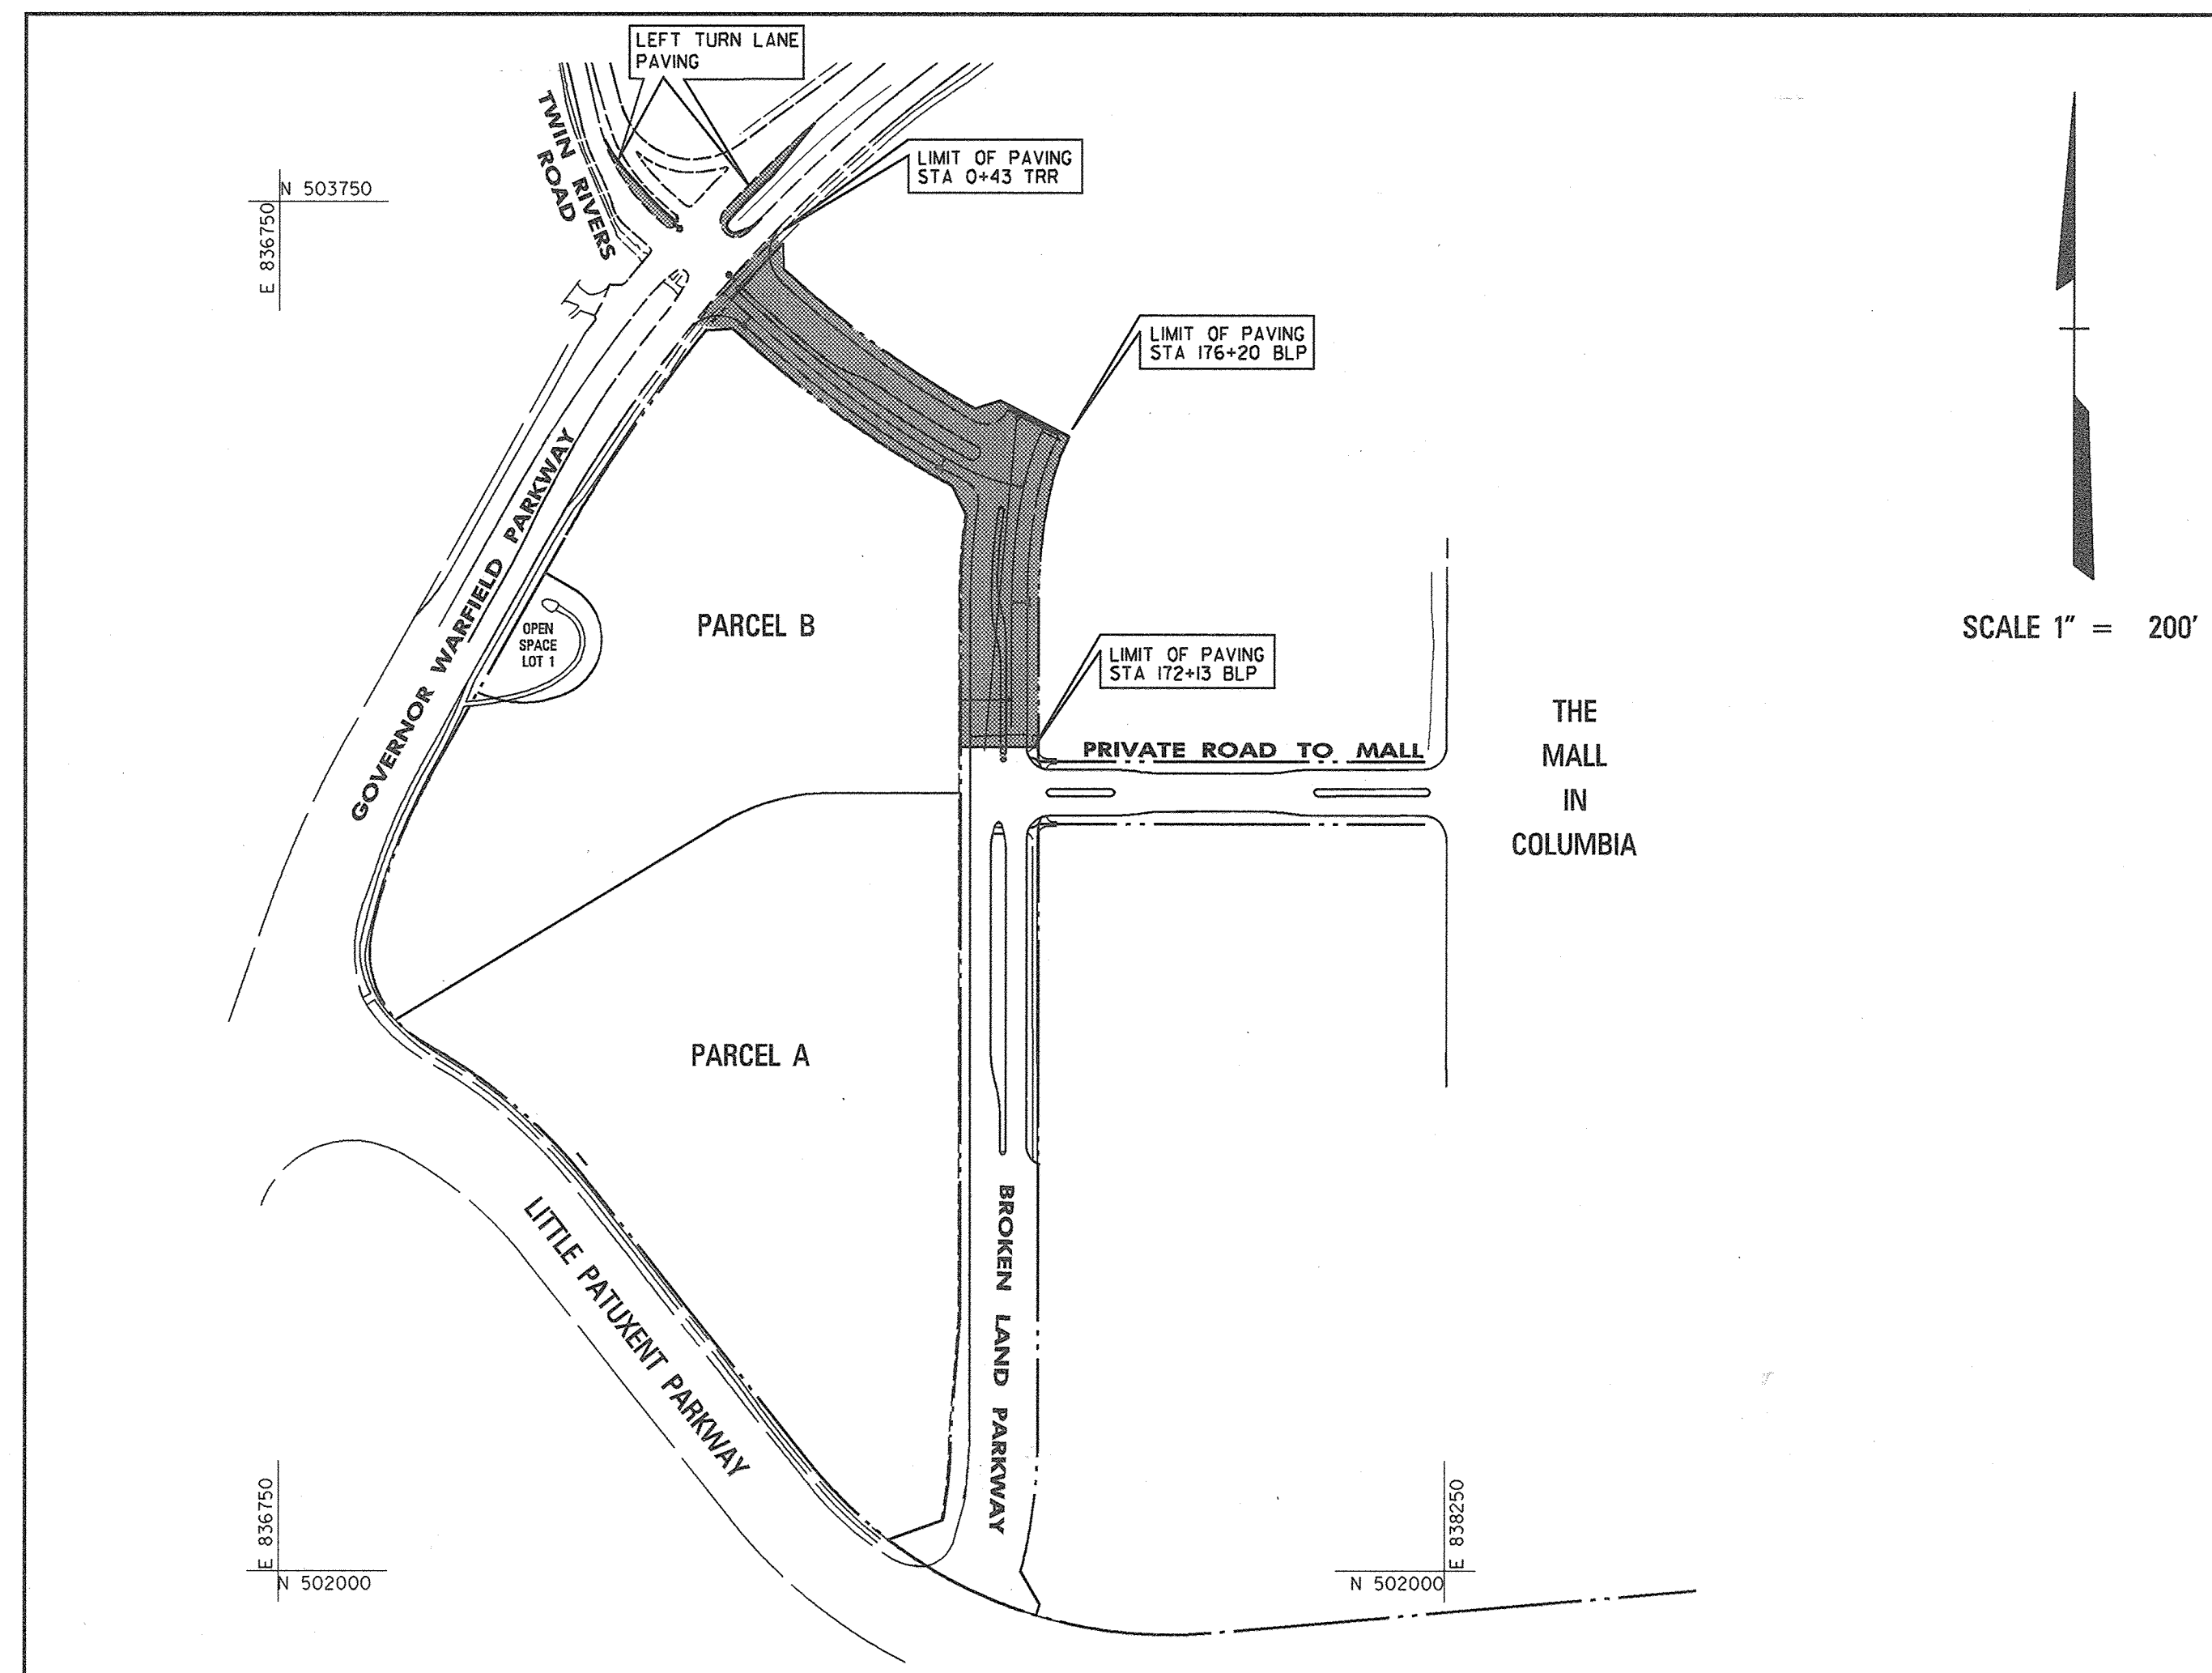 LEFT TURN LANE
PAVING
TWIN RIVERS
ROAD
LIMIT OF PAVING
STA 0+43 TRR
N 503750
E 836750
LIMIT OF PAVING
STA 176+20 BLP
GOVERNOR WARFIELD PARKWAY
OPEN
SPACE
LOT 1
PARCEL B
SCALE 1" = 200'
LIMIT OF PAVING
STA 172+13 BLP
PRIVATE ROAD TO MALL
THE
MALL
IN
COLUMBIA
PARCEL A
LITTLE PATUXENT PARKWAY
BROKEN LAND PARKWAY
E 836750
N 502000
E 838250
N 502000